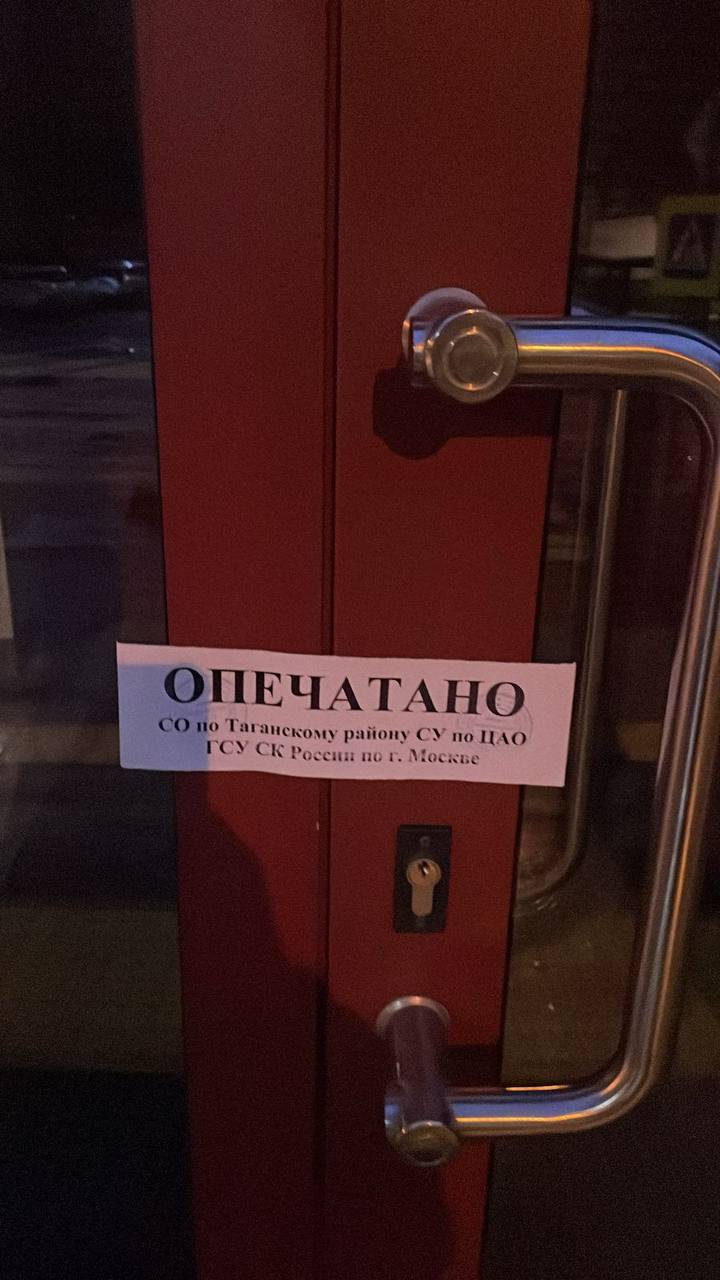 ОПЕЧАТАНО
СО по Таганскому району СУ по ЦАО
ГСУ СК России по г. Москве